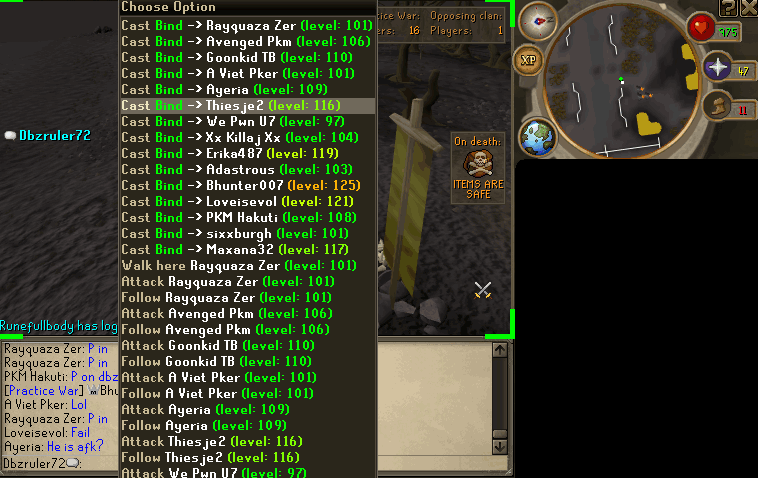 Choose Option
Cast Bind -> Rayquaza Zer (level: 101)
Cast Bind -> Avenged Pkm (level: 106)
Cast Bind -> Goonkid TB (level: 110)
Cast Bind -> A Viet Pker (level: 101)
Cast Bind -> Ayeria (level: 109)
Cast Bind -> Thiesje2 (level: 116)
Cast Bind -> We Pwn U7 (level: 97)
Cast Bind -> Xx Killaj Xx (level: 104)
Cast Bind -> Erika487 (level: 119)
Cast Bind -> Adastrous (level: 103)
Cast Bind -> Bhunter007 (level: 125)
Cast Bind -> Loveisevol (level: 121)
Cast Bind -> PKM Hakuti (level: 108)
Cast Bind -> sixxburgh (level: 101)
Cast Bind -> Maxana32 (level: 117)
Walk here Rayquaza Zer (level: 101)
Attack Rayquaza Zer (level: 101)
Follow Rayquaza Zer (level: 101)
Attack Avenged Pkm (level: 106)
Follow Avenged Pkm (level: 106)
Attack Goonkid TB (level: 110)
Follow Goonkid TB (level: 110)
Attack A Viet Pker (level: 101)
Follow A Viet Pker (level: 101)
Attack Ayeria (level: 109)
Follow Ayeria (level: 109)
Attack Thiesje2 (level: 116)
Follow Thiesje2 (level: 116)
Attack We Pwn U7 (level: 97)
Dbzruler72
Runefullbody has log
Rayquaza Zer: P in
Rayquaza Zer: P in
PKM Hakuti: P on dbz
[Practice War] Bhu
A Viet Pker: Lol
Rayquaza Zer: P in
Loveisevol: Fail
Ayeria: He is afk?
Dbzruler72:
tice War: Opposing clan:
ers: 16 Players: 1
On death:
ITEMS ARE
SAFE
XP
975
47
11
?